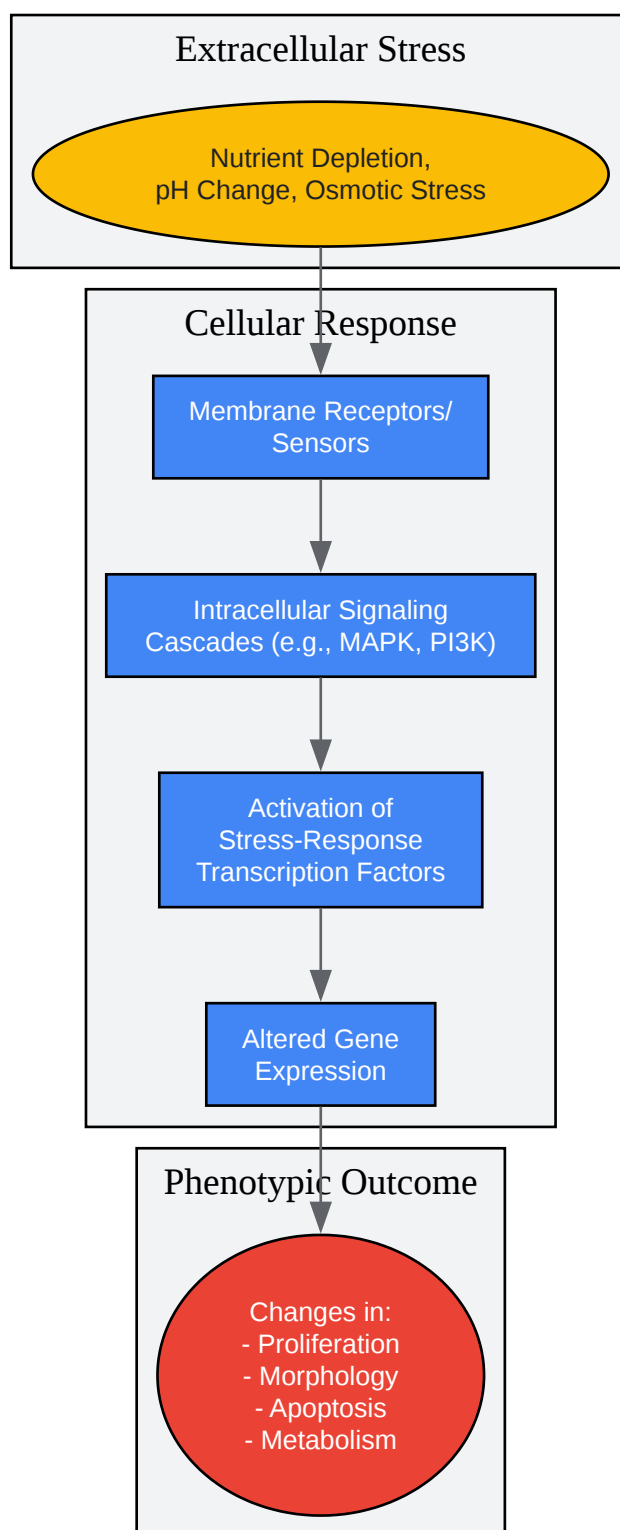 Extracellular Stress
Nutrient Depletion,
pH Change, Osmotic Stress
Cellular Response
Membrane Receptors/
Sensors
Intracellular Signaling
Cascades (e.g., MAPK, PI3K)
Activation of
Stress-Response
Transcription Factors
Altered Gene
Expression
Phenotypic Outcome
Changes in:
- Proliferation
- Morphology
- Apoptosis
- Metabolism